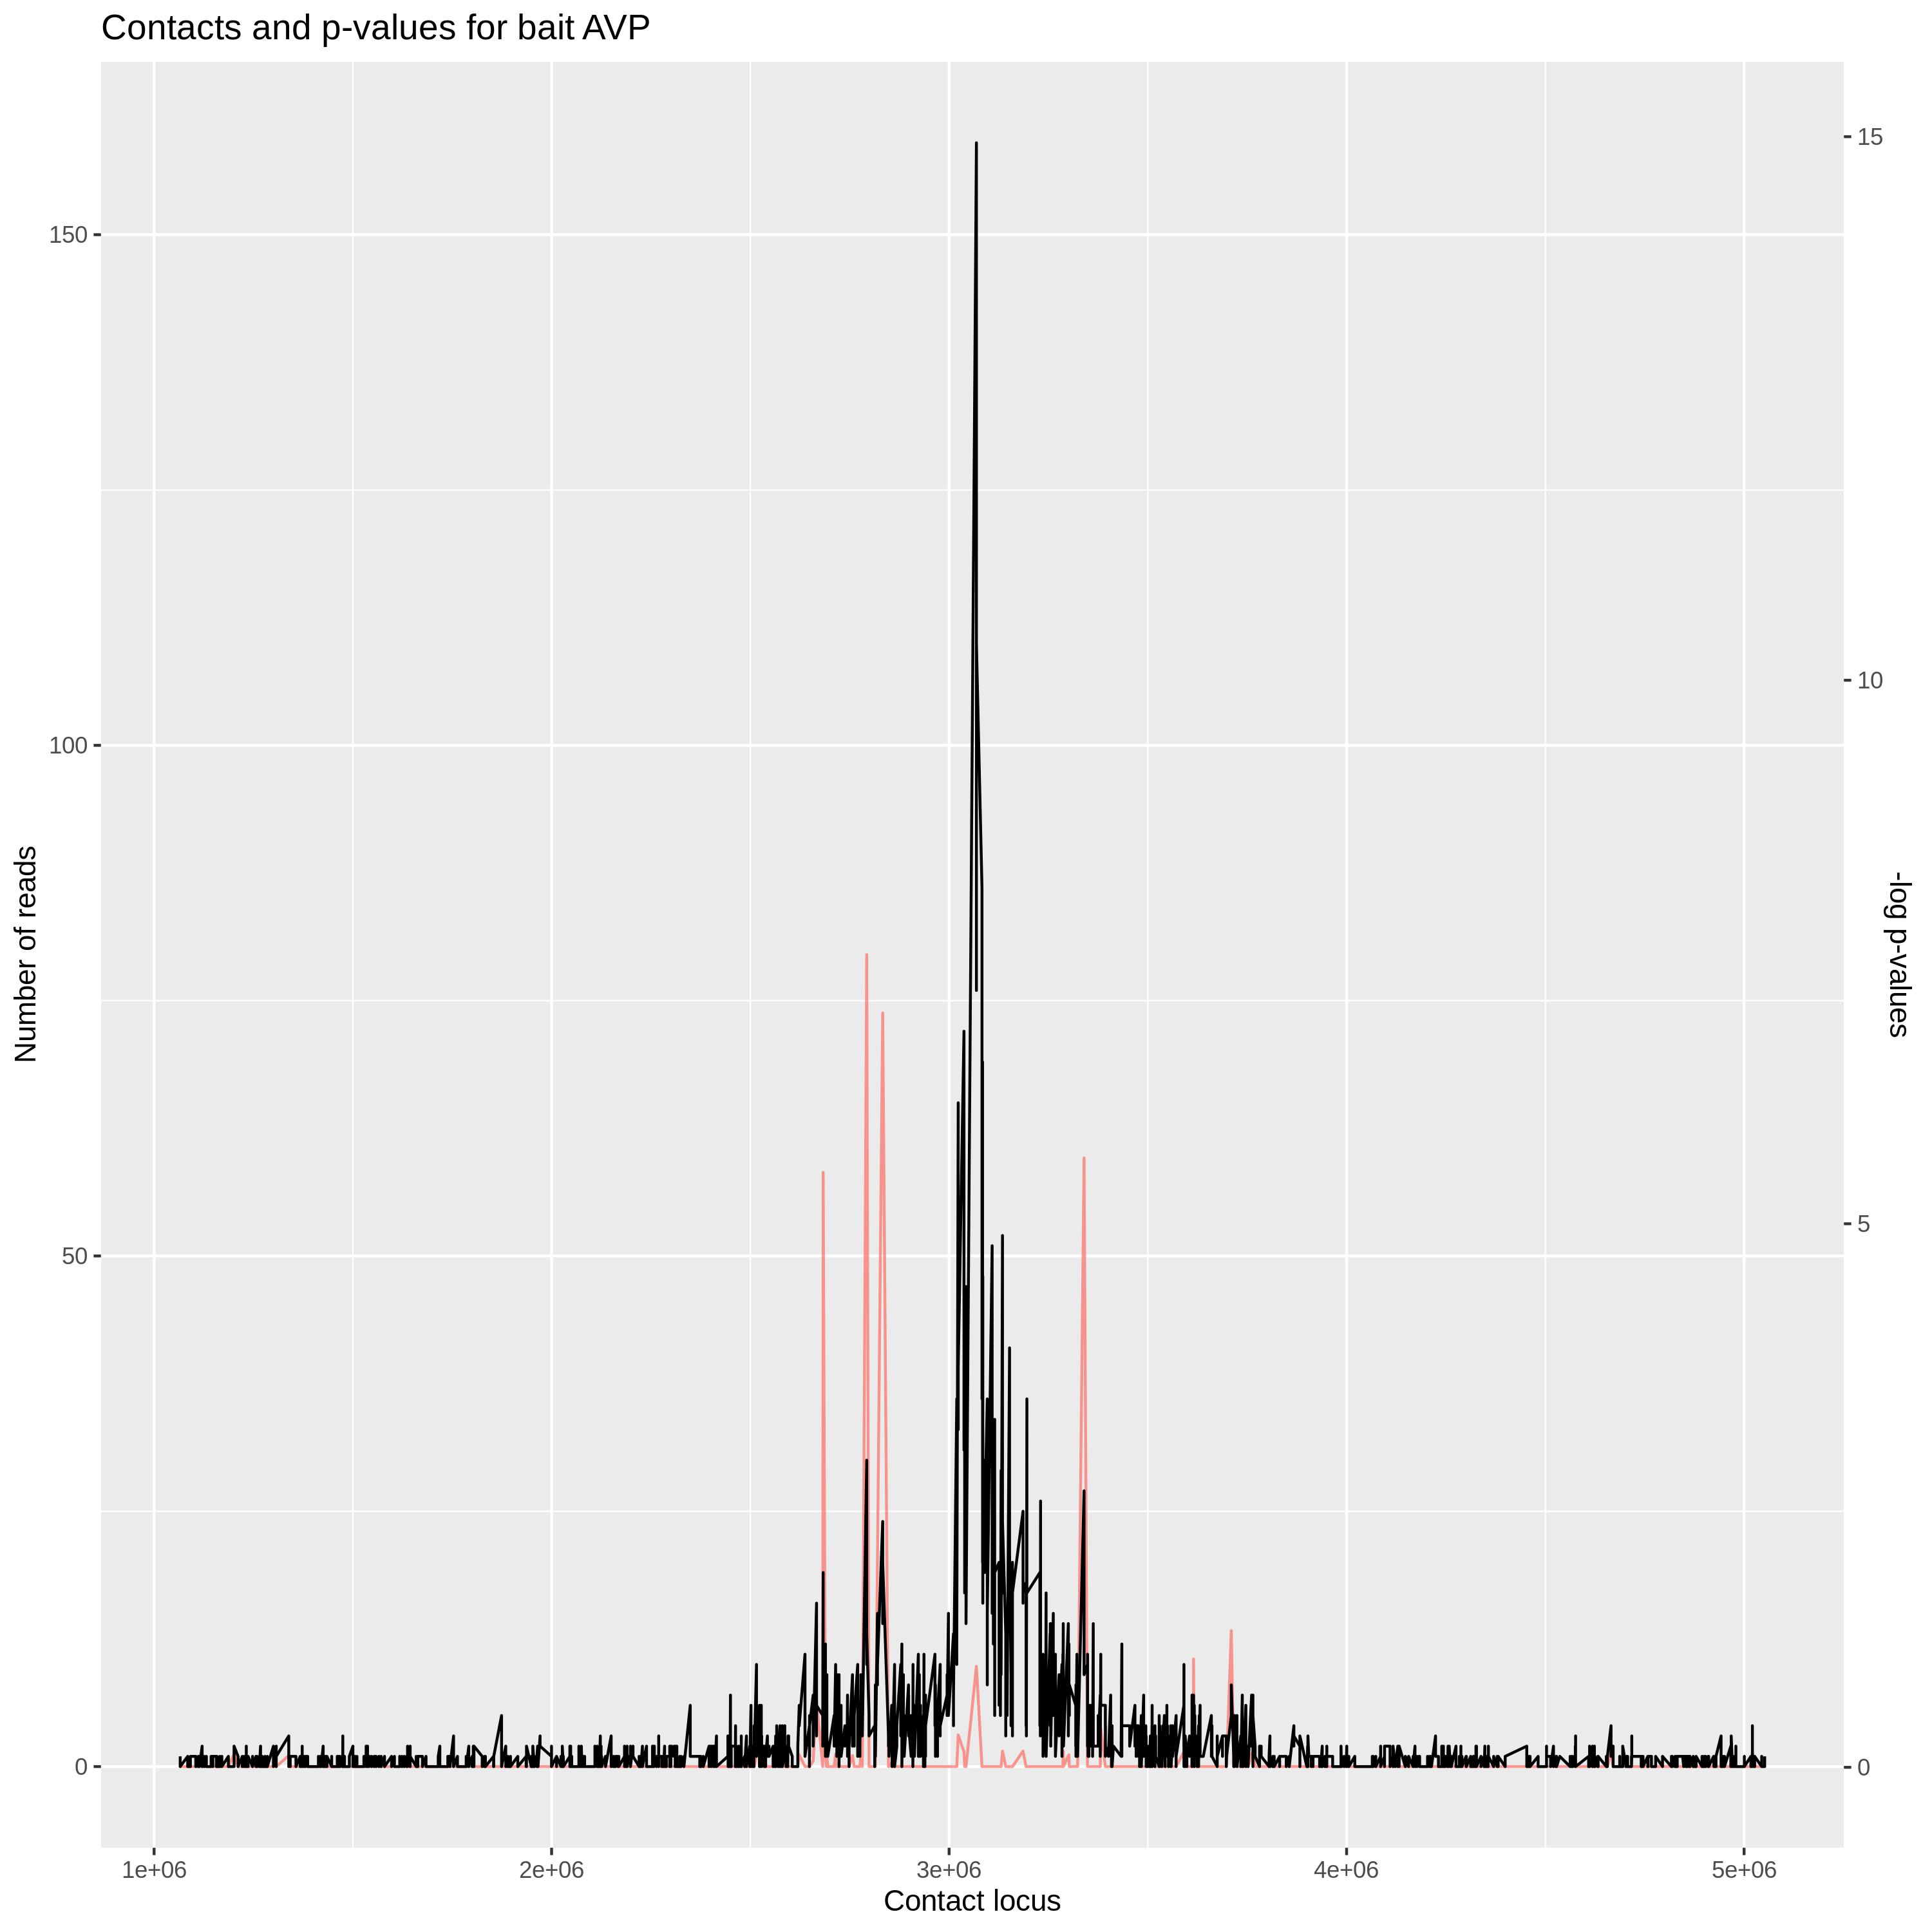 Contacts and p-values for bait AVP
150
100
50
0
15
10
5
0
Number of reads
-log p-values
1e+06
2e+06
3e+06
4e+06
5e+06
Contact locus